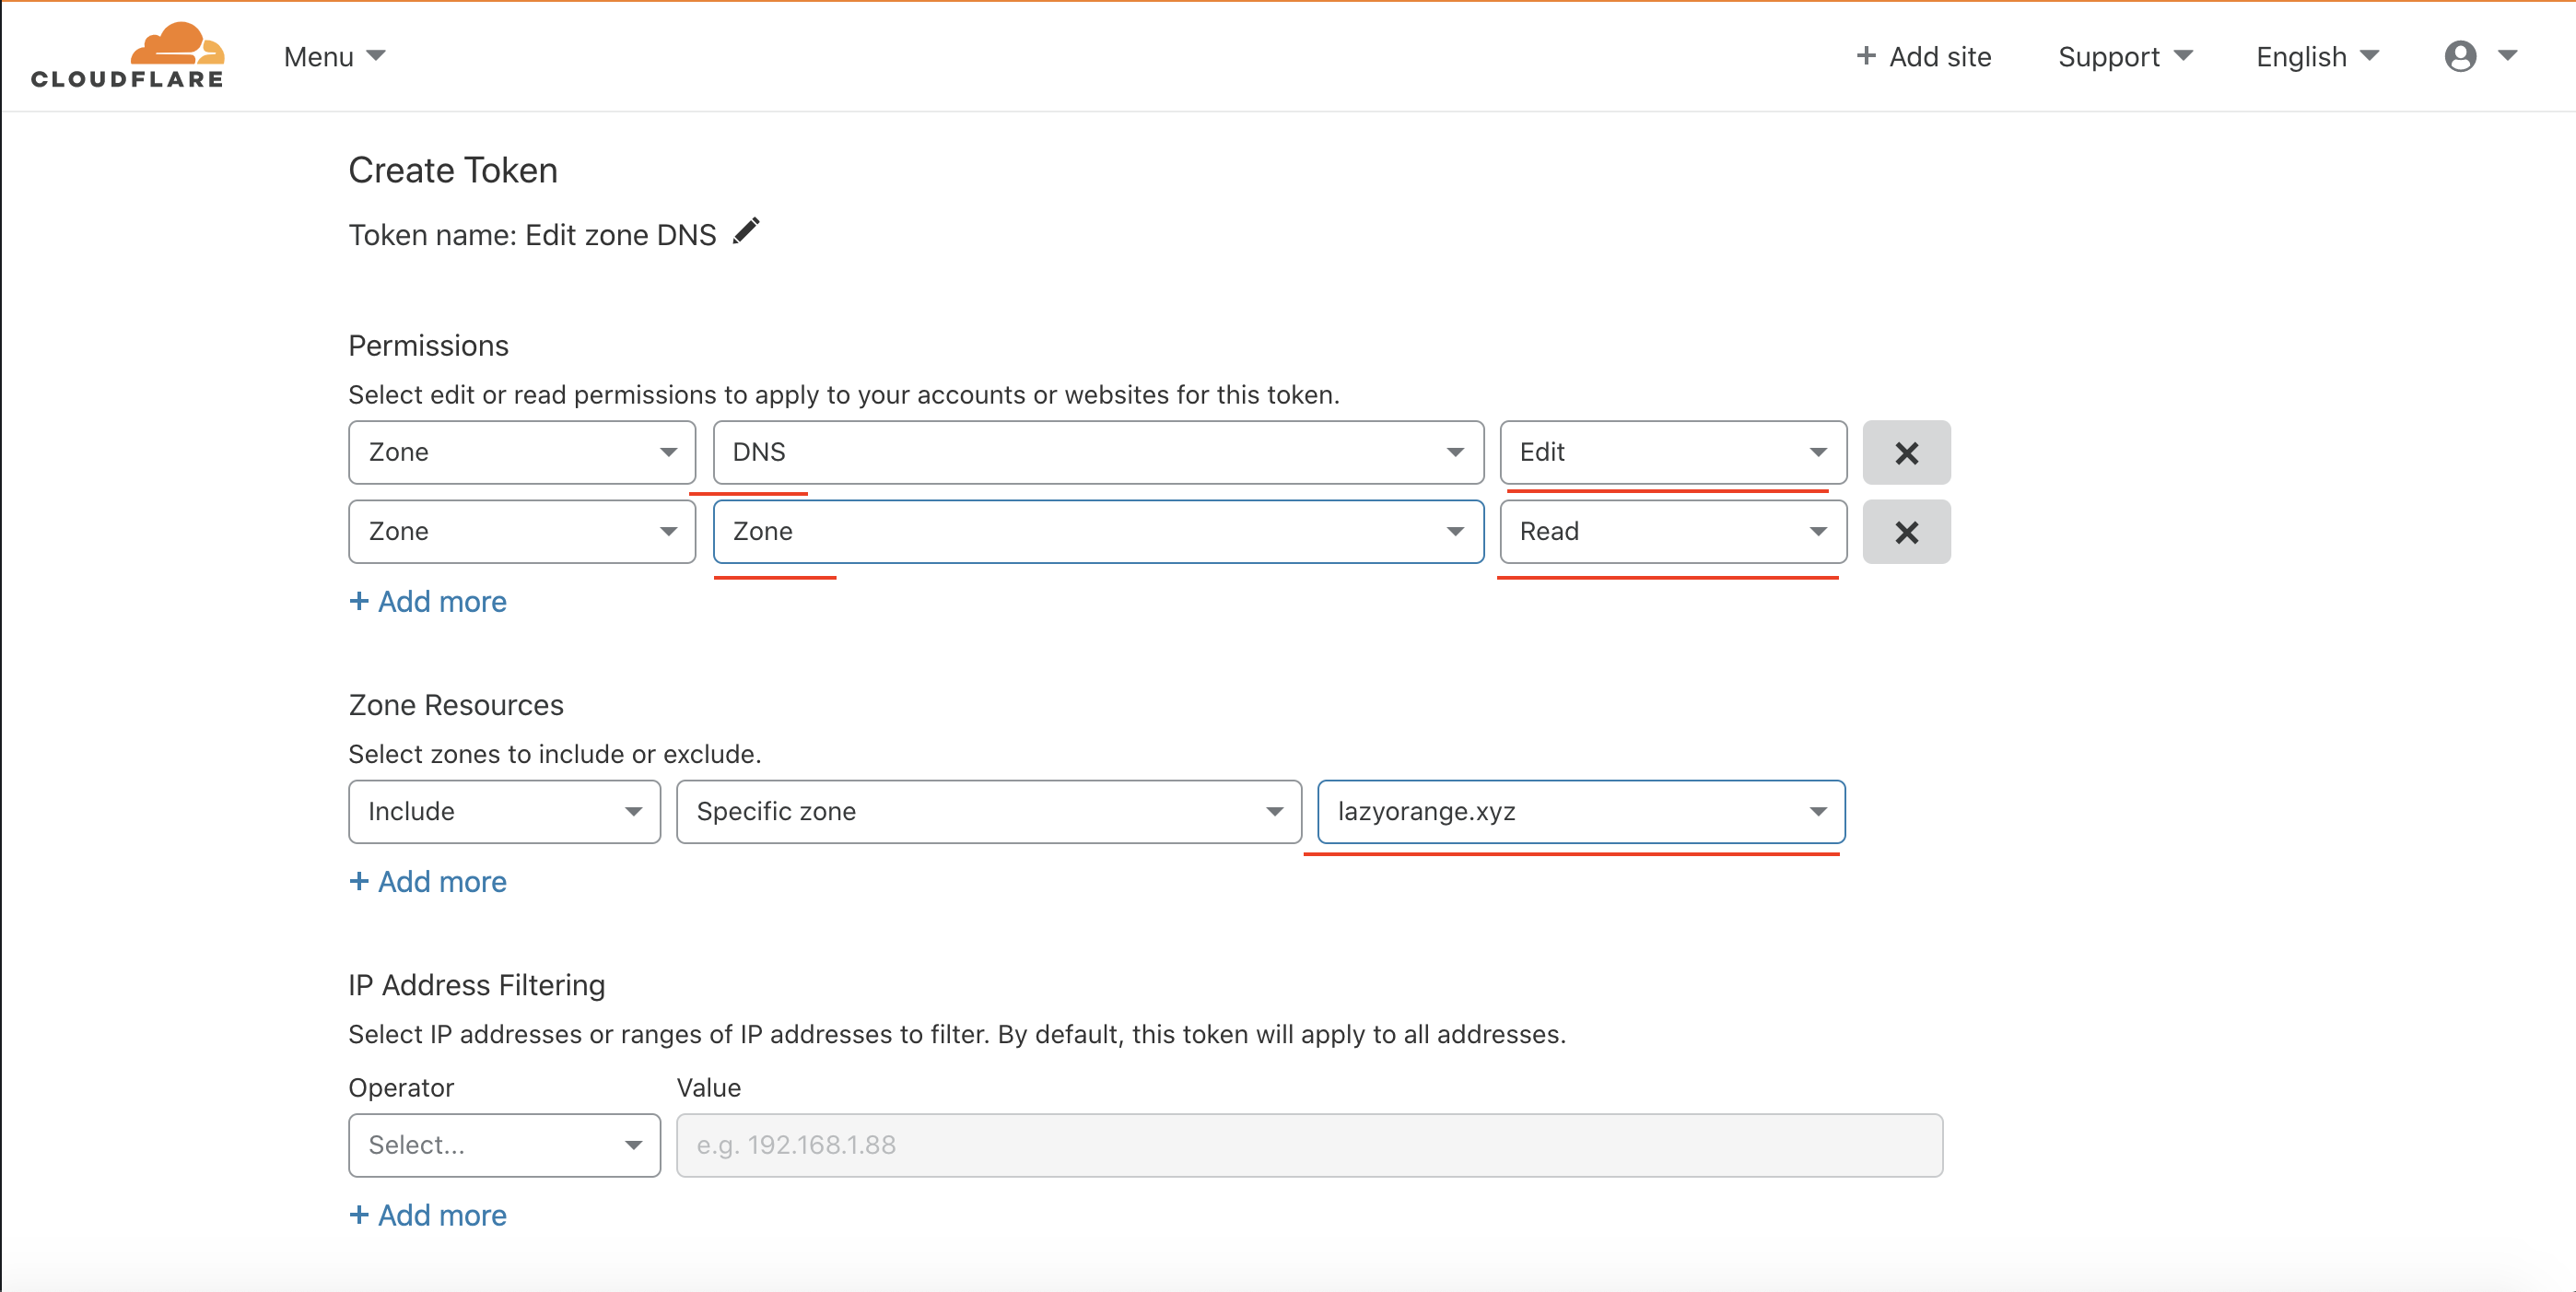 CLOUDFLARE Menu + Add site Support English
Create Token
Token name: Edit zone DNS
Permissions
Select edit or read permissions to apply to your accounts or websites for this token.
Zone DNS Edit
Zone Zone Read
+ Add more
Zone Resources
Select zones to include or exclude.
Include Specific zone lazyorange.xyz
+ Add more
IP Address Filtering
Select IP addresses or ranges of IP addresses to filter. By default, this token will apply to all addresses.
Operator Value
Select... e.g. 192.168.1.88
+ Add more